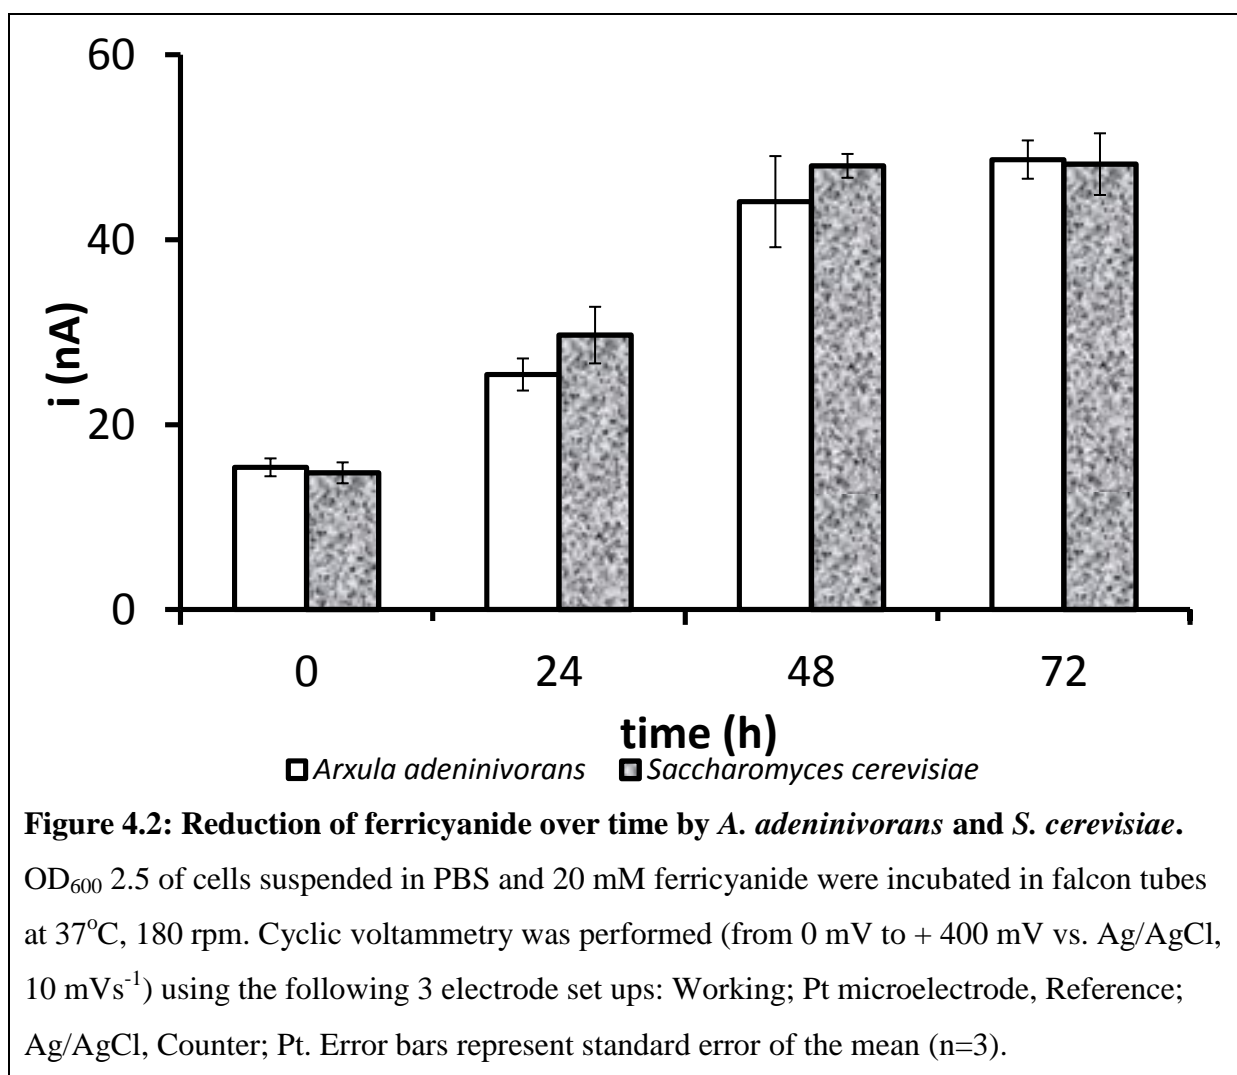 60
40
20
0
i (nA)
0 24 48 72
time (h)
Arxula adeninivorans Saccharomyces cerevisiae
Figure 4.2: Reduction of ferricyanide over time by A. adeninivorans and S. cerevisiae.
OD600 2.5 of cells suspended in PBS and 20 mM ferricyanide were incubated in falcon tubes
at 37oC, 180 rpm. Cyclic voltammetry was performed (from 0 mV to + 400 mV vs. Ag/AgCl,
10 mVs-1) using the following 3 electrode set ups: Working; Pt microelectrode, Reference;
Ag/AgCl, Counter; Pt. Error bars represent standard error of the mean (n=3).